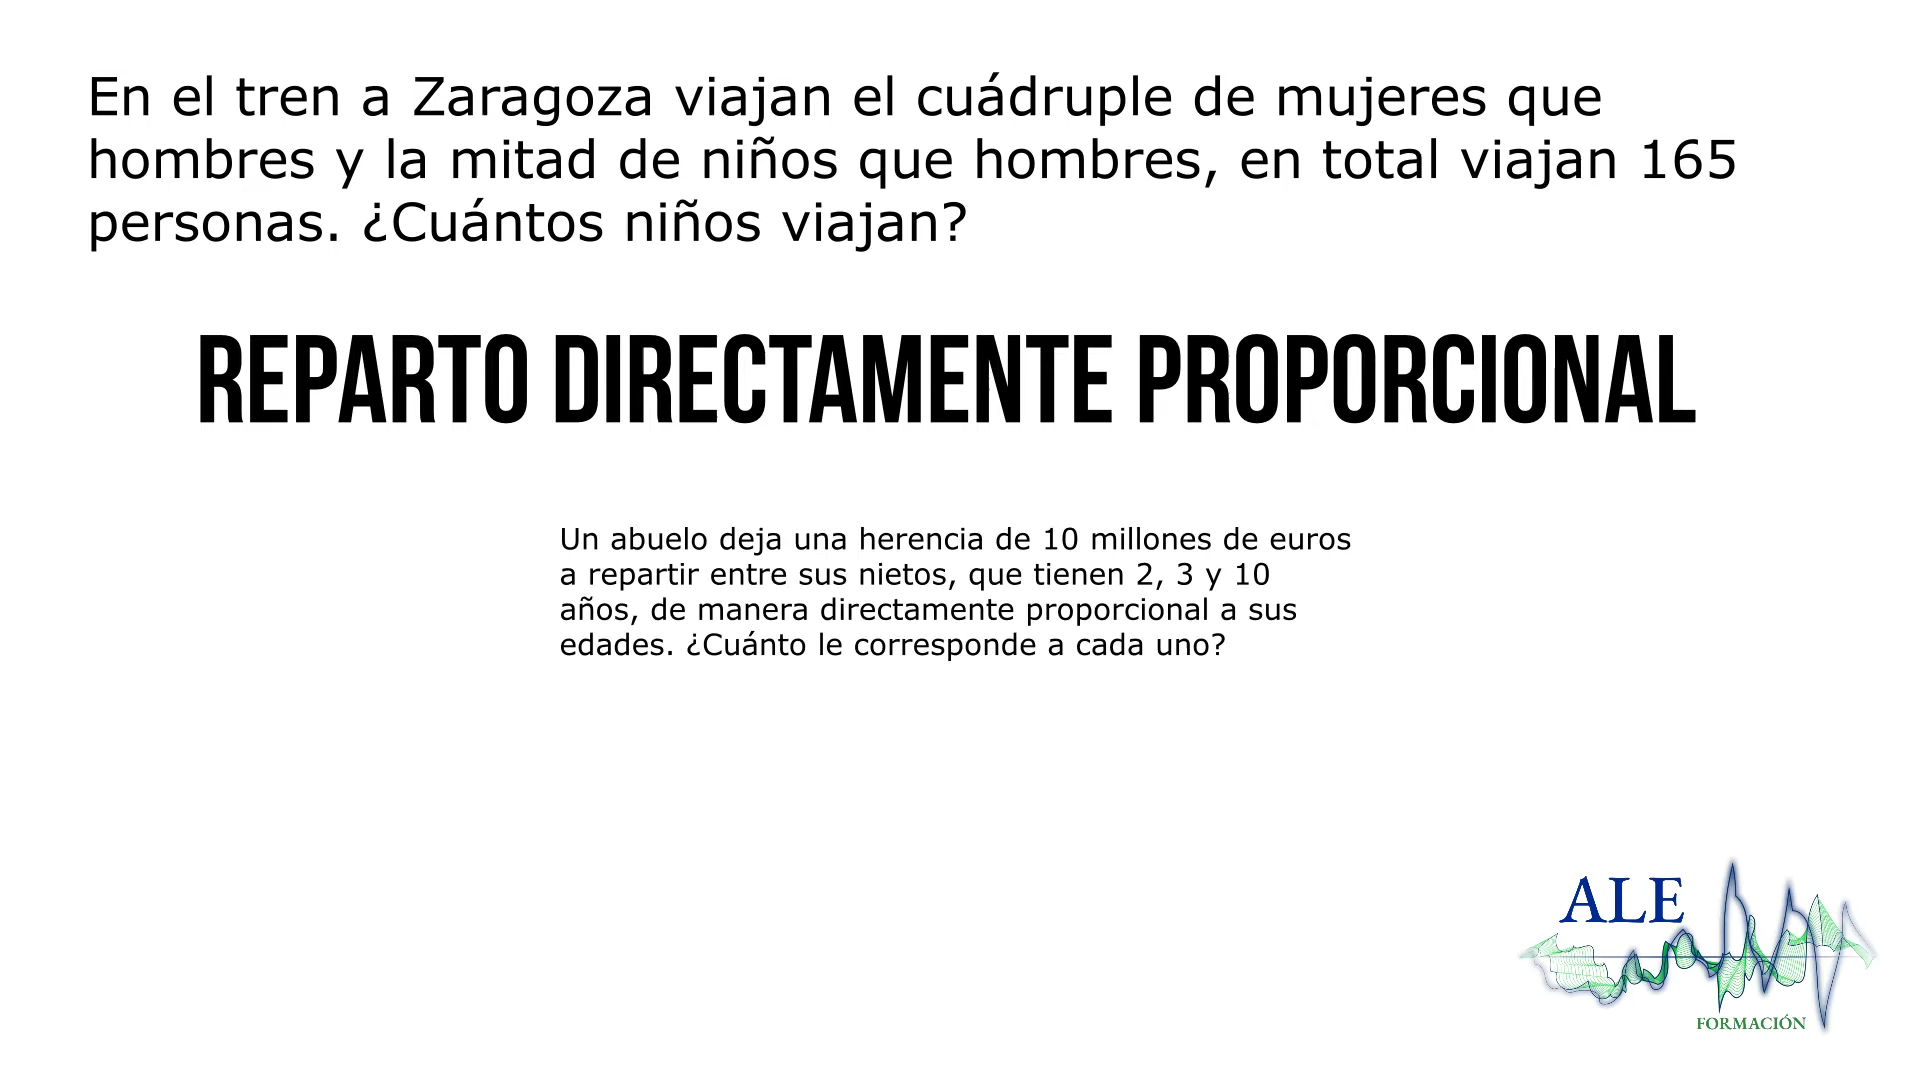 En el tren a Zaragoza viajan el cuádruple de mujeres que
hombres y la mitad de niños que hombres, en total viajan 165
personas. ¿Cuántos niños viajan?
REPARTO DIRECTAMENTE PROPORCIONAL
Un abuelo deja una herencia de 10 millones de euros
a repartir entre sus nietos, que tienen 2, 3 y 10
años, de manera directamente proporcional a sus
edades. ¿Cuánto le corresponde a cada uno?
ALE
FORMACIÓN